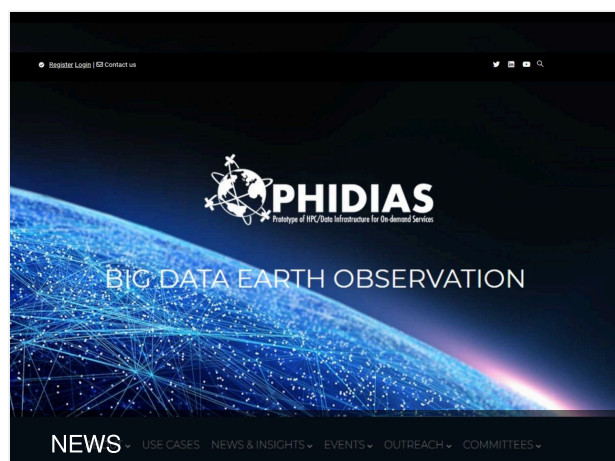 Register Login | Contact us
PHIDIAS
Prototype of HPC/Data Infrastructure for On-demand Services
BIG DATA EARTH OBSERVATION
NEWS USE CASES NEWS & INSIGHTS EVENTS OUTREACH COMMITTEES